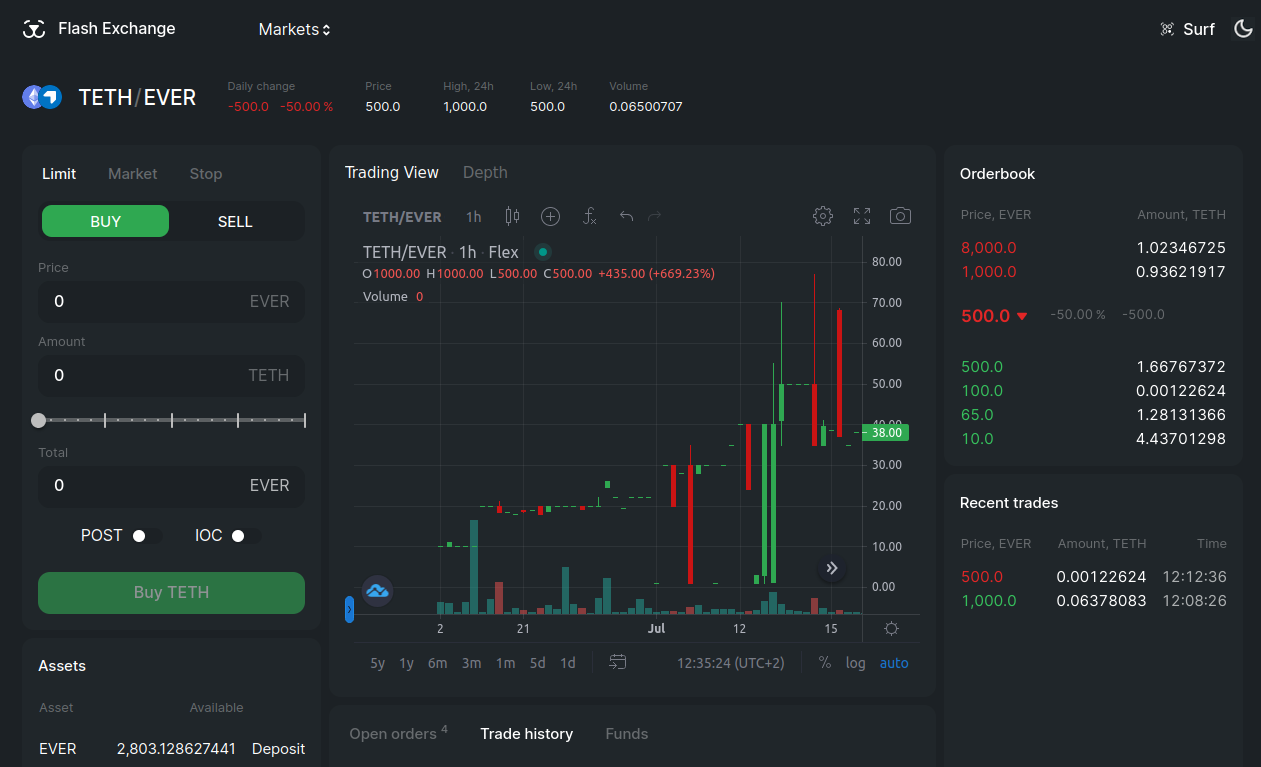 Flash Exchange
Markets
Surf
TETH/EVER
Daily change
-500.0 -50.00 %
Price
500.0
High, 24h
1,000.0
Low, 24h
500.0
Volume
0.06500707
Limit Market Stop
BUY SELL
Price
0 EVER
Amount
0 TETH
Total
0 EVER
POST IOC
Buy TETH
Assets
Asset Available
EVER 2,803.128627441 Deposit
Trading View Depth
TETH/EVER 1h
TETH/EVER · 1h · Flex
O1000.00 H1000.00 L500.00 C500.00 +435.00 (+669.23%)
Volume 0
80.00
70.00
60.00
50.00
40.00
38.00
30.00
20.00
10.00
0.00
2 21 Jul 12 15
5y 1y 6m 3m 1m 5d 1d 12:35:24 (UTC+2) % log auto
Open orders 4 Trade history Funds
Orderbook
Price, EVER Amount, TETH
8,000.0 1.02346725
1,000.0 0.93621917
500.0 -50.00 % -500.0
500.0 1.66767372
100.0 0.00122624
65.0 1.28131366
10.0 4.43701298
Recent trades
Price, EVER Amount, TETH Time
500.0 0.00122624 12:12:36
1,000.0 0.06378083 12:08:26